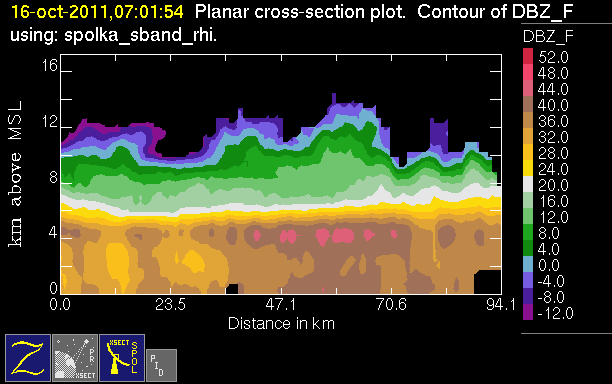 16-oct-2011,07:01:54 Planar cross-section plot. Contour of DBZ_F
using: spolka_sband_rhi.
DBZ_F
52.0
48.0
44.0
40.0
36.0
32.0
28.0
24.0
20.0
16.0
12.0
8.0
4.0
0.0
-4.0
-8.0
-12.0
km above MSL
16
12
8
4
0
0.0 23.5 47.1 70.6 94.1
Distance in km
Z
PR
XSECT
XSECT
SPOL
PID